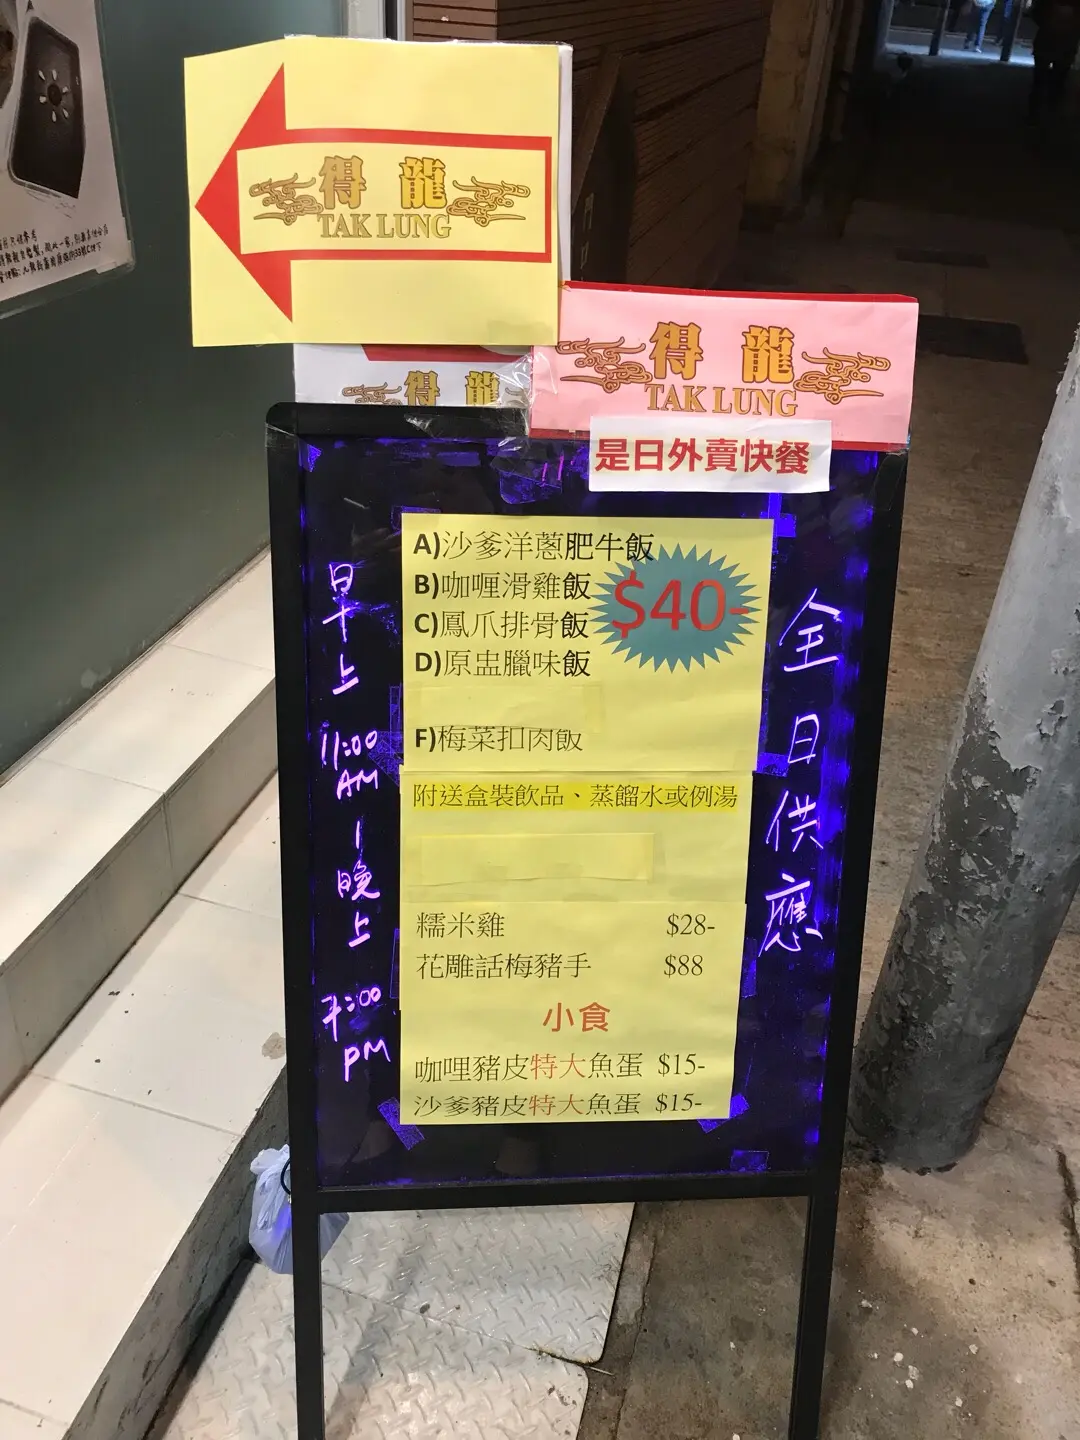 得龍
TAK LUNG
得龍
TAK LUNG
得龍
是日外賣快餐
A)沙爹洋蔥肥牛飯
B)咖喱滑雞飯
C)鳳爪排骨飯
D)原盅臘味飯
$40-
F)梅菜扣肉飯
附送盒裝飲品、蒸餾水或例湯
糯米雞 $28-
花雕話梅豬手 $88
小食
咖哩豬皮特大魚蛋 $15-
沙爹豬皮特大魚蛋 $15-
早上
11:00
AM
|
晚上
7:00
PM
全日供應